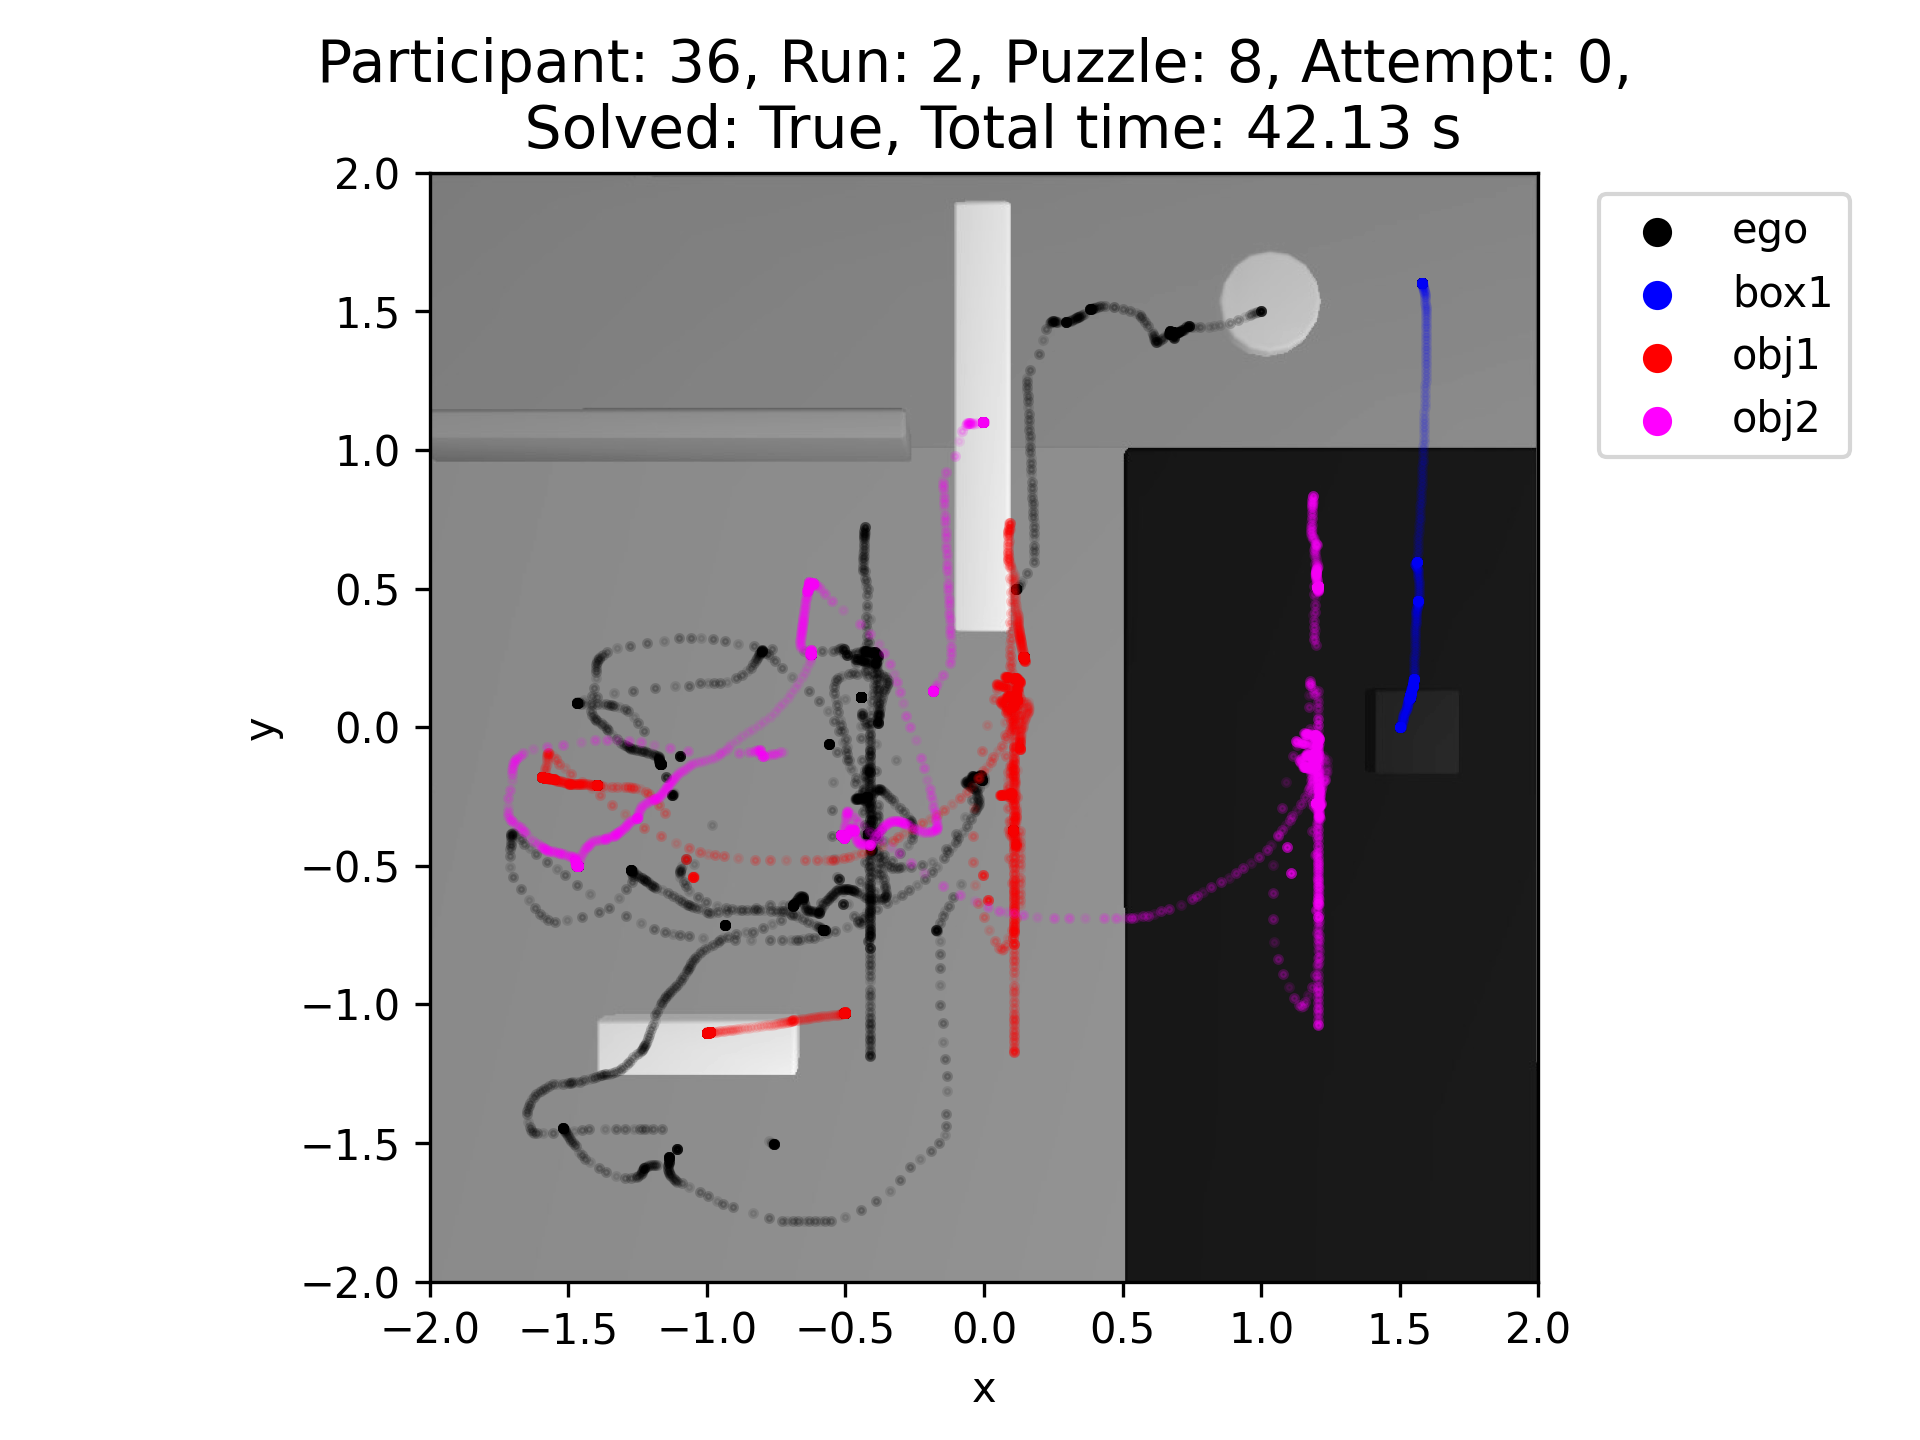 Participant: 36, Run: 2, Puzzle: 8, Attempt: 0,
Solved: True, Total time: 42.13 s
ego
box1
obj1
obj2
2.0
1.5
1.0
0.5
0.0
−0.5
−1.0
−1.5
−2.0
y
−2.0 −1.5 −1.0 −0.5 0.0 0.5 1.0 1.5 2.0
x